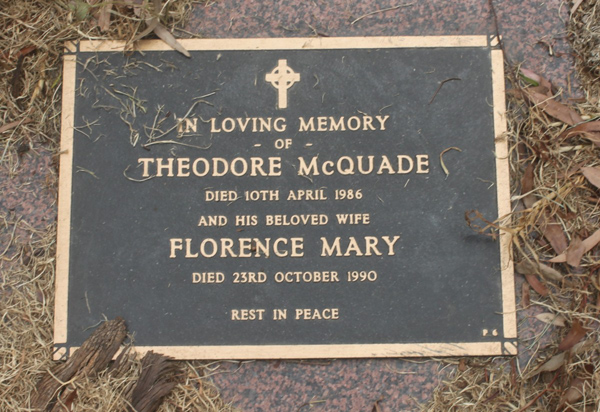 IN LOVING MEMORY
- OF -
THEODORE McQUADE
DIED 10TH APRIL 1986
AND HIS BELOVED WIFE
FLORENCE MARY
DIED 23RD OCTOBER 1990
REST IN PEACE
P. 6